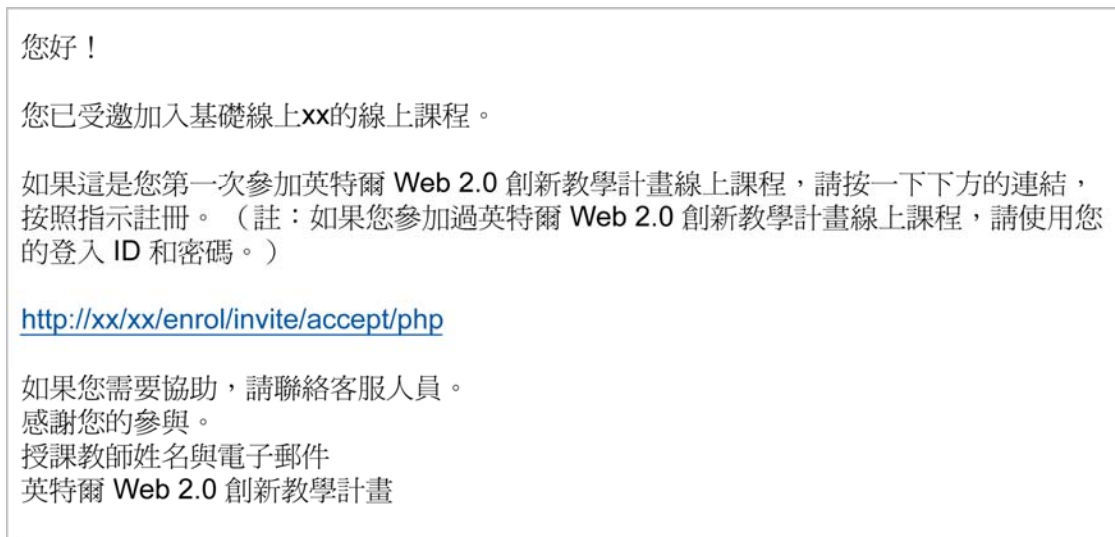 您好！
您已受邀加入基礎線上xx的線上課程。
如果這是您第一次參加英特爾 Web 2.0 創新教學計畫線上課程，請按一下下方的連結，
按照指示註冊。（註：如果您參加過英特爾 Web 2.0 創新教學計畫線上課程，請使用您
的登入 ID 和密碼。）
http://xx/xx/enrol/invite/accept/php
如果您需要協助，請聯絡客服人員。
感謝您的參與。
授課教師姓名與電子郵件
英特爾 Web 2.0 創新教學計畫